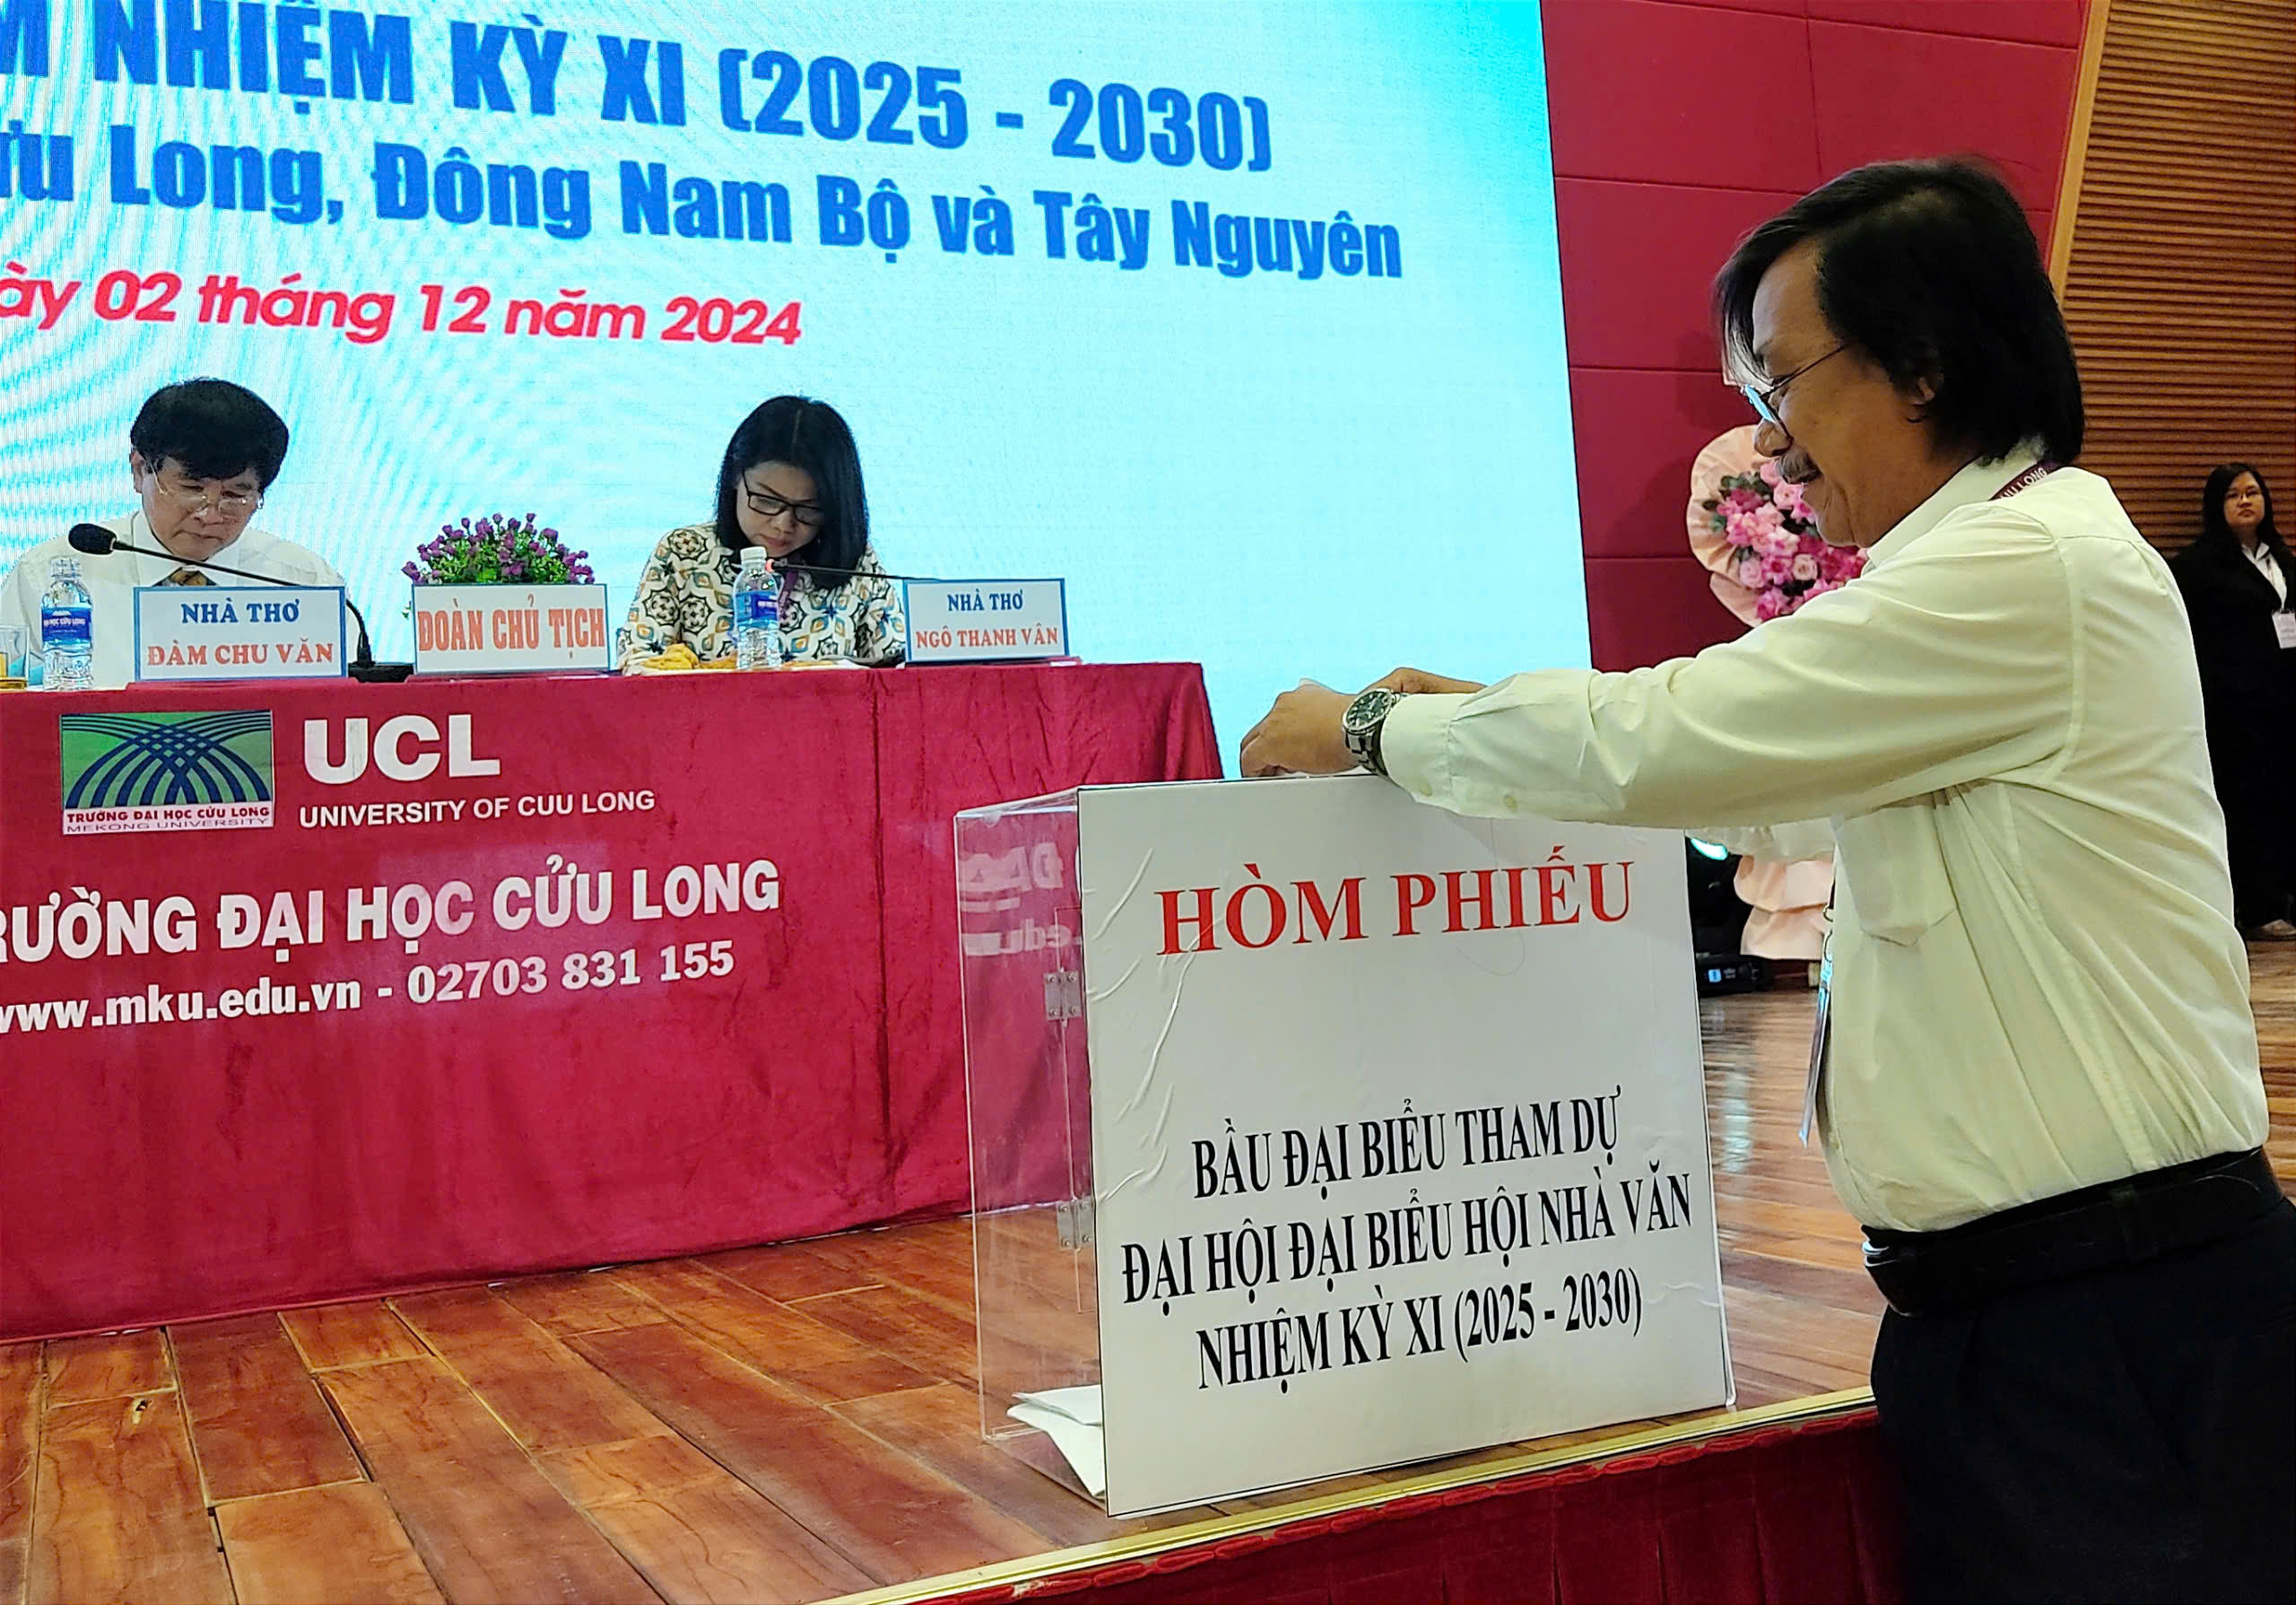 NHIỆM KỲ XI (2025 - 2030)
Long, Đông Nam Bộ và Tây Nguyên
02 tháng 12 năm 2024
NHÀ THƠ
ĐÀM CHU VĂN
ĐOÀN CHỦ TỊCH
NHÀ THƠ
NGÔ THANH VÂN
TRƯỜNG ĐẠI HỌC CỬU LONG
MEKONG UNIVERSITY
UCL
UNIVERSITY OF CUU LONG
RƯỜNG ĐẠI HỌC CỬU LONG
www.mku.edu.vn - 02703 831 155
HÒM PHIẾU
BẦU ĐẠI BIỂU THAM DỰ
ĐẠI HỘI ĐẠI BIỂU HỘI NHÀ VĂN
NHIỆM KỲ XI (2025 - 2030)
LONG